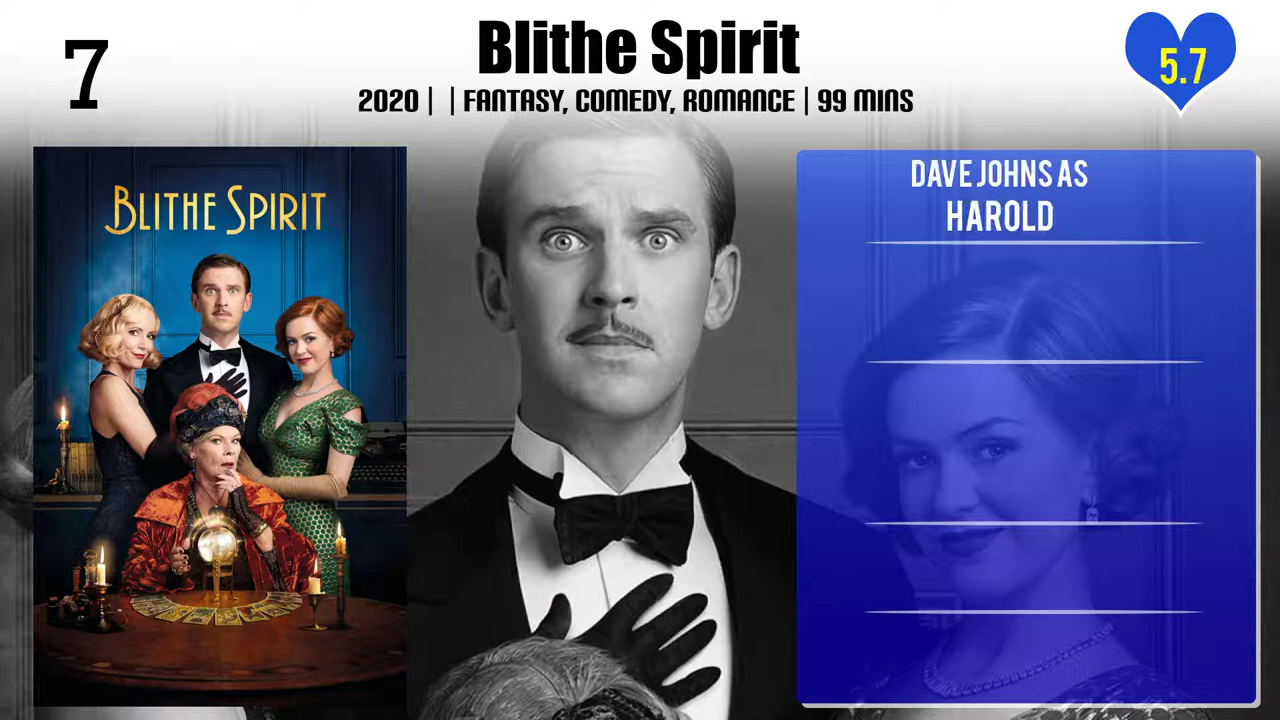 7
Blithe Spirit
2020 | | FANTASY, COMEDY, ROMANCE | 99 MINS
5.7
BLITHE SPIRIT
DAVE JOHNS AS
HAROLD